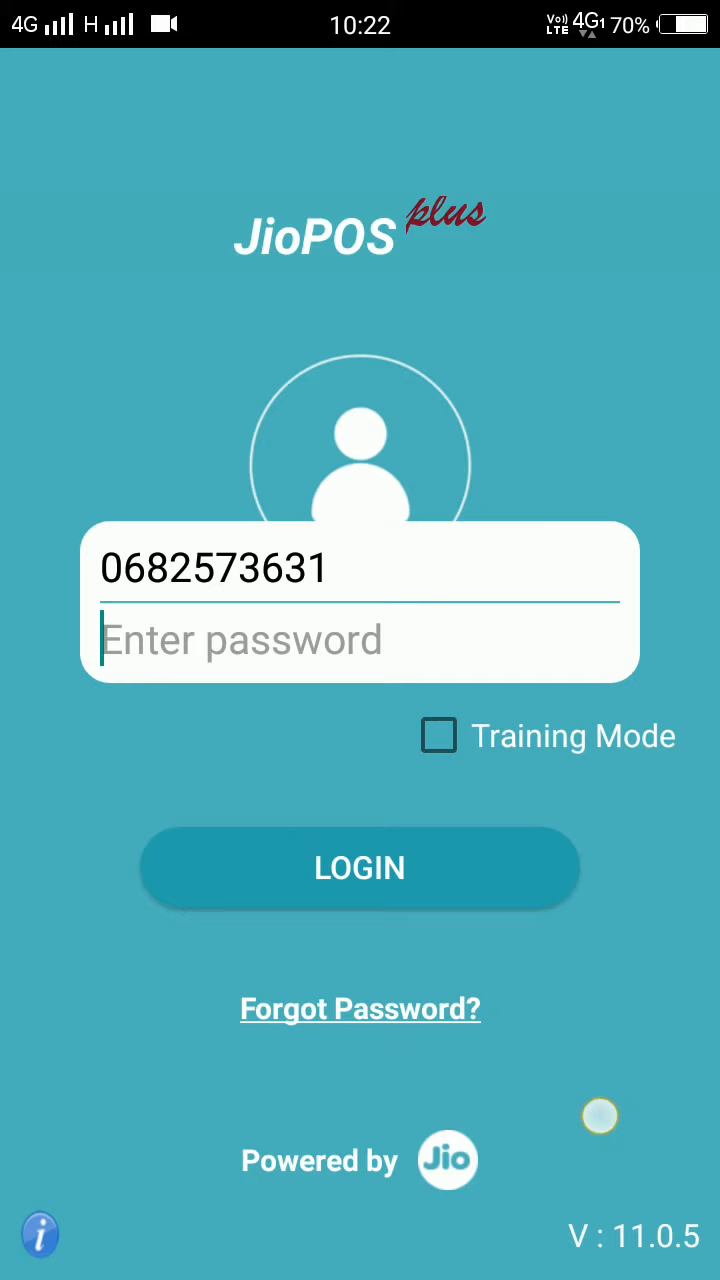 4G H 10:22 Vo)) LTE 4G1 70%
JioPOS plus
0682573631
Enter password
Training Mode
LOGIN
Forgot Password?
Powered by Jio
i
V : 11.0.5